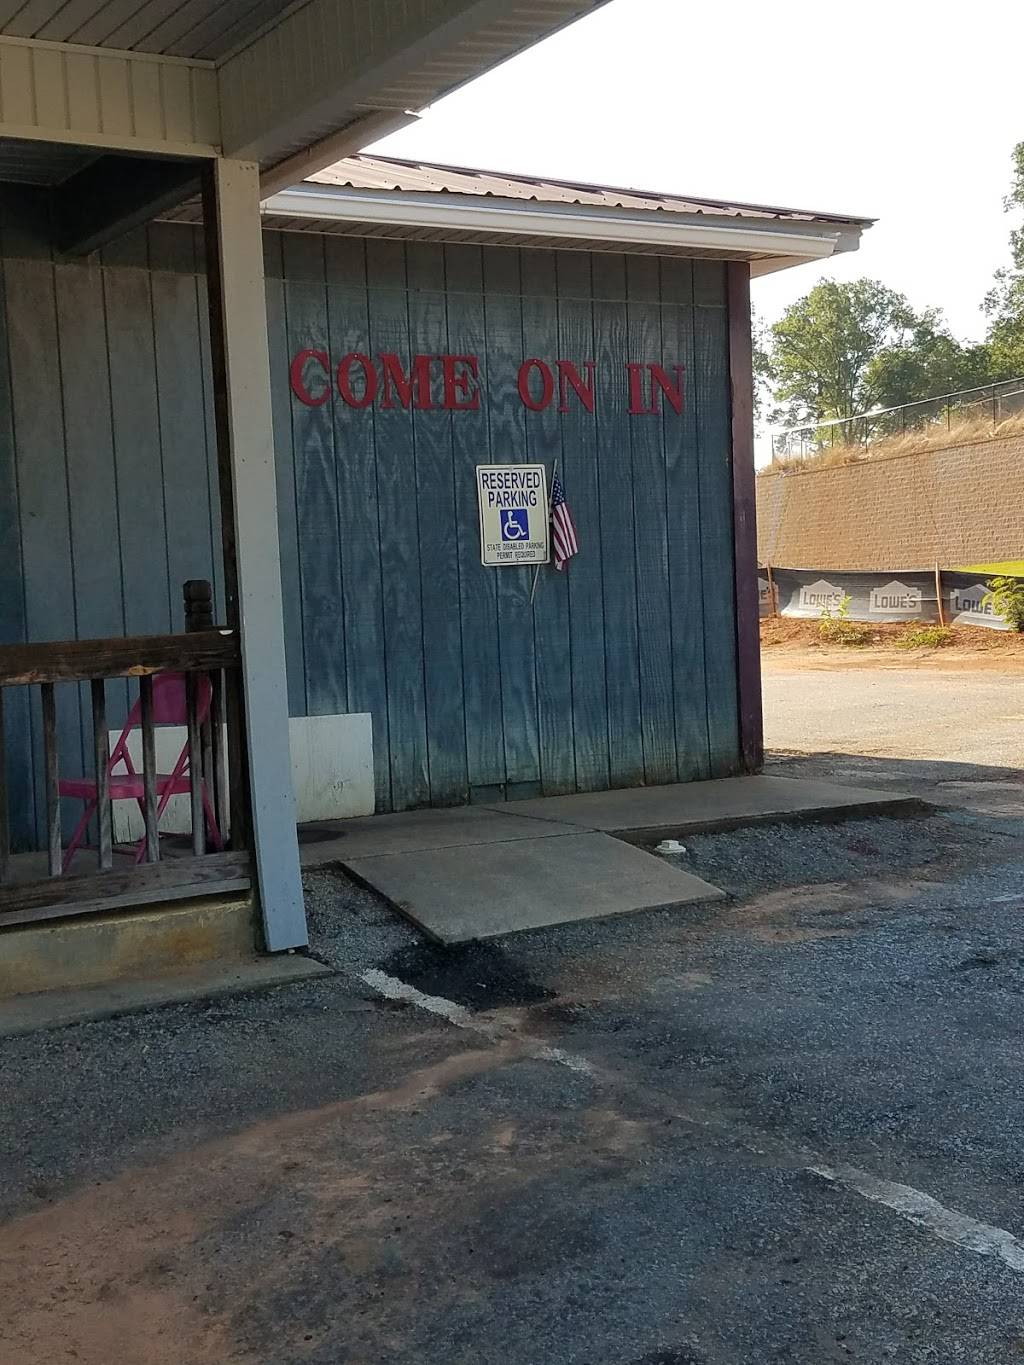 COME ON IN
RESERVED
PARKING
STATE DISABLED PARKING
PERMIT REQUIRED
LOWE'S
LOWE'S
LOWE'S